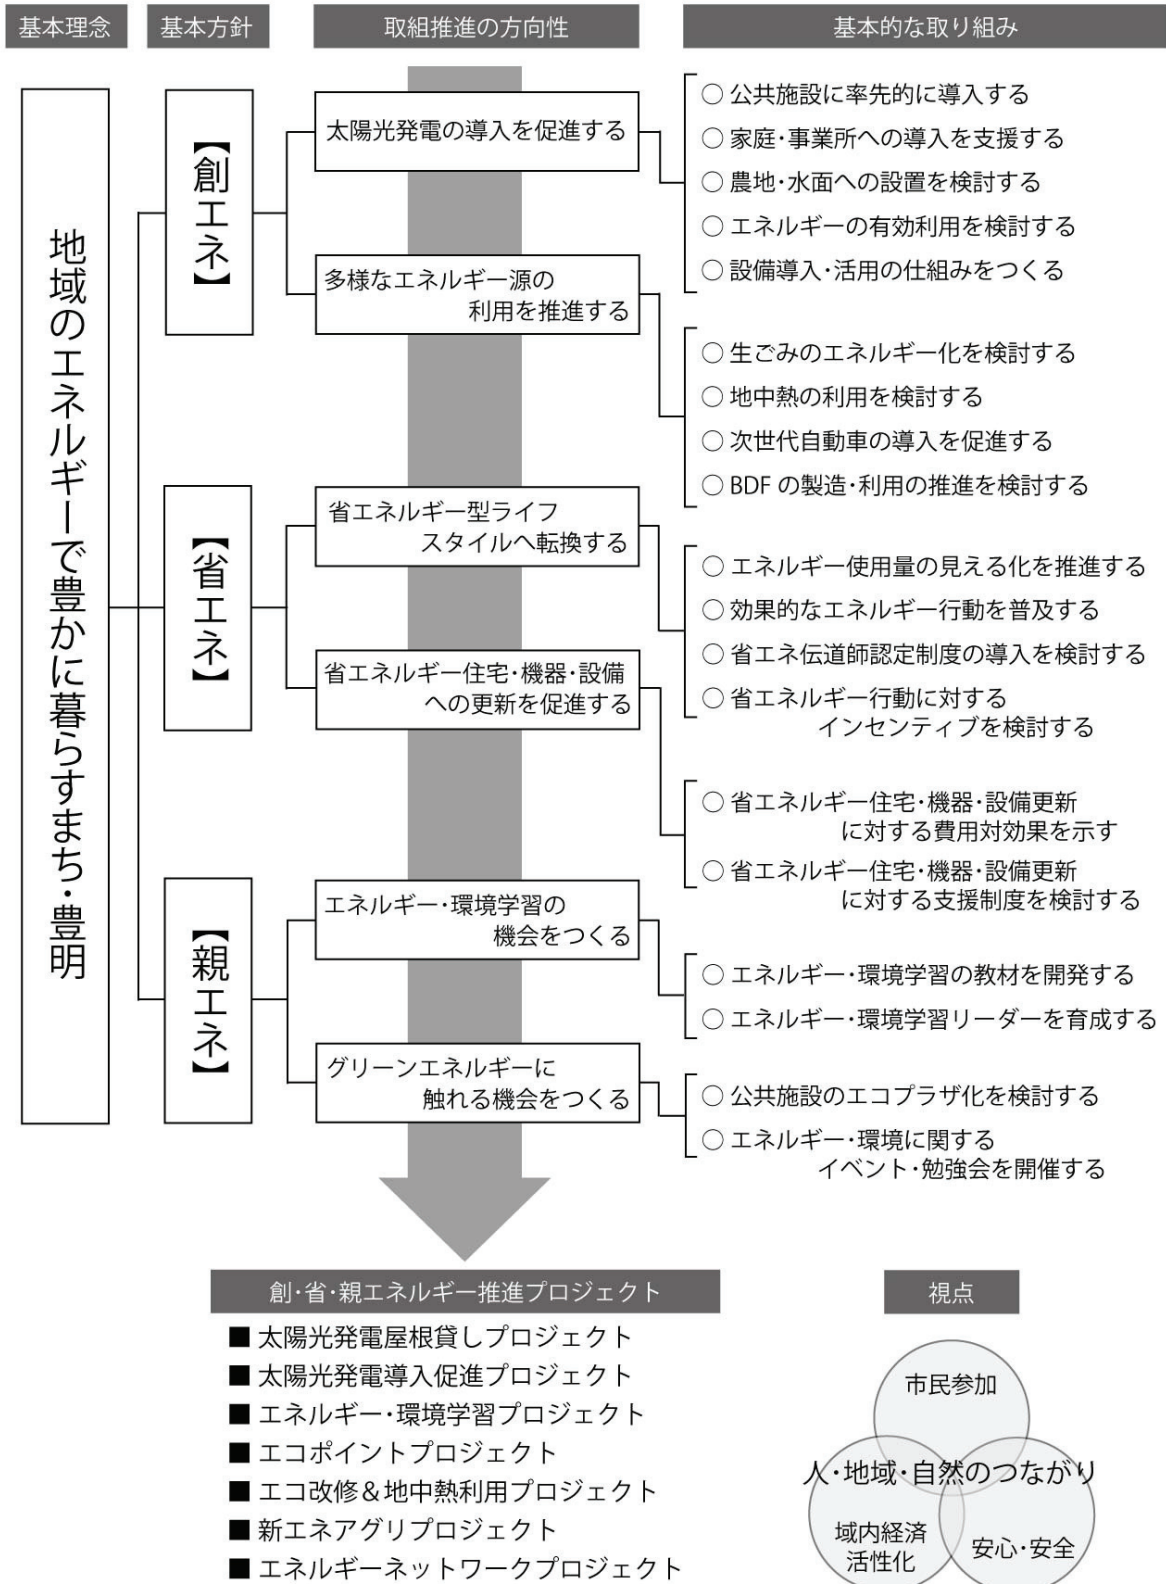 基本理念
基本方針
取組推進の方向性
基本的な取り組み
地域のエネルギーで豊かに暮らすまち・豊明
【創エネ】
太陽光発電の導入を促進する
○ 公共施設に率先的に導入する
○ 家庭・事業所への導入を支援する
○ 農地・水面への設置を検討する
○ エネルギーの有効利用を検討する
○ 設備導入・活用の仕組みをつくる
多様なエネルギー源の
利用を推進する
○ 生ごみのエネルギー化を検討する
○ 地中熱の利用を検討する
○ 次世代自動車の導入を促進する
○ BDF の製造・利用の推進を検討する
【省エネ】
省エネルギー型ライフ
スタイルへ転換する
○ エネルギー使用量の見える化を推進する
○ 効果的なエネルギー行動を普及する
○ 省エネ伝道師認定制度の導入を検討する
○ 省エネルギー行動に対する
インセンティブを検討する
省エネルギー住宅・機器・設備
への更新を促進する
○ 省エネルギー住宅・機器・設備更新
に対する費用対効果を示す
○ 省エネルギー住宅・機器・設備更新
に対する支援制度を検討する
【親エネ】
エネルギー・環境学習の
機会をつくる
○ エネルギー・環境学習の教材を開発する
○ エネルギー・環境学習リーダーを育成する
グリーンエネルギーに
触れる機会をつくる
○ 公共施設のエコプラザ化を検討する
○ エネルギー・環境に関する
イベント・勉強会を開催する
創・省・親エネルギー推進プロジェクト
■ 太陽光発電屋根貸しプロジェクト
■ 太陽光発電導入促進プロジェクト
■ エネルギー・環境学習プロジェクト
■ エコポイントプロジェクト
■ エコ改修＆地中熱利用プロジェクト
■ 新エネアグリプロジェクト
■ エネルギーネットワークプロジェクト
視点
市民参加
人・地域・自然のつながり
域内経済
活性化
安心・安全